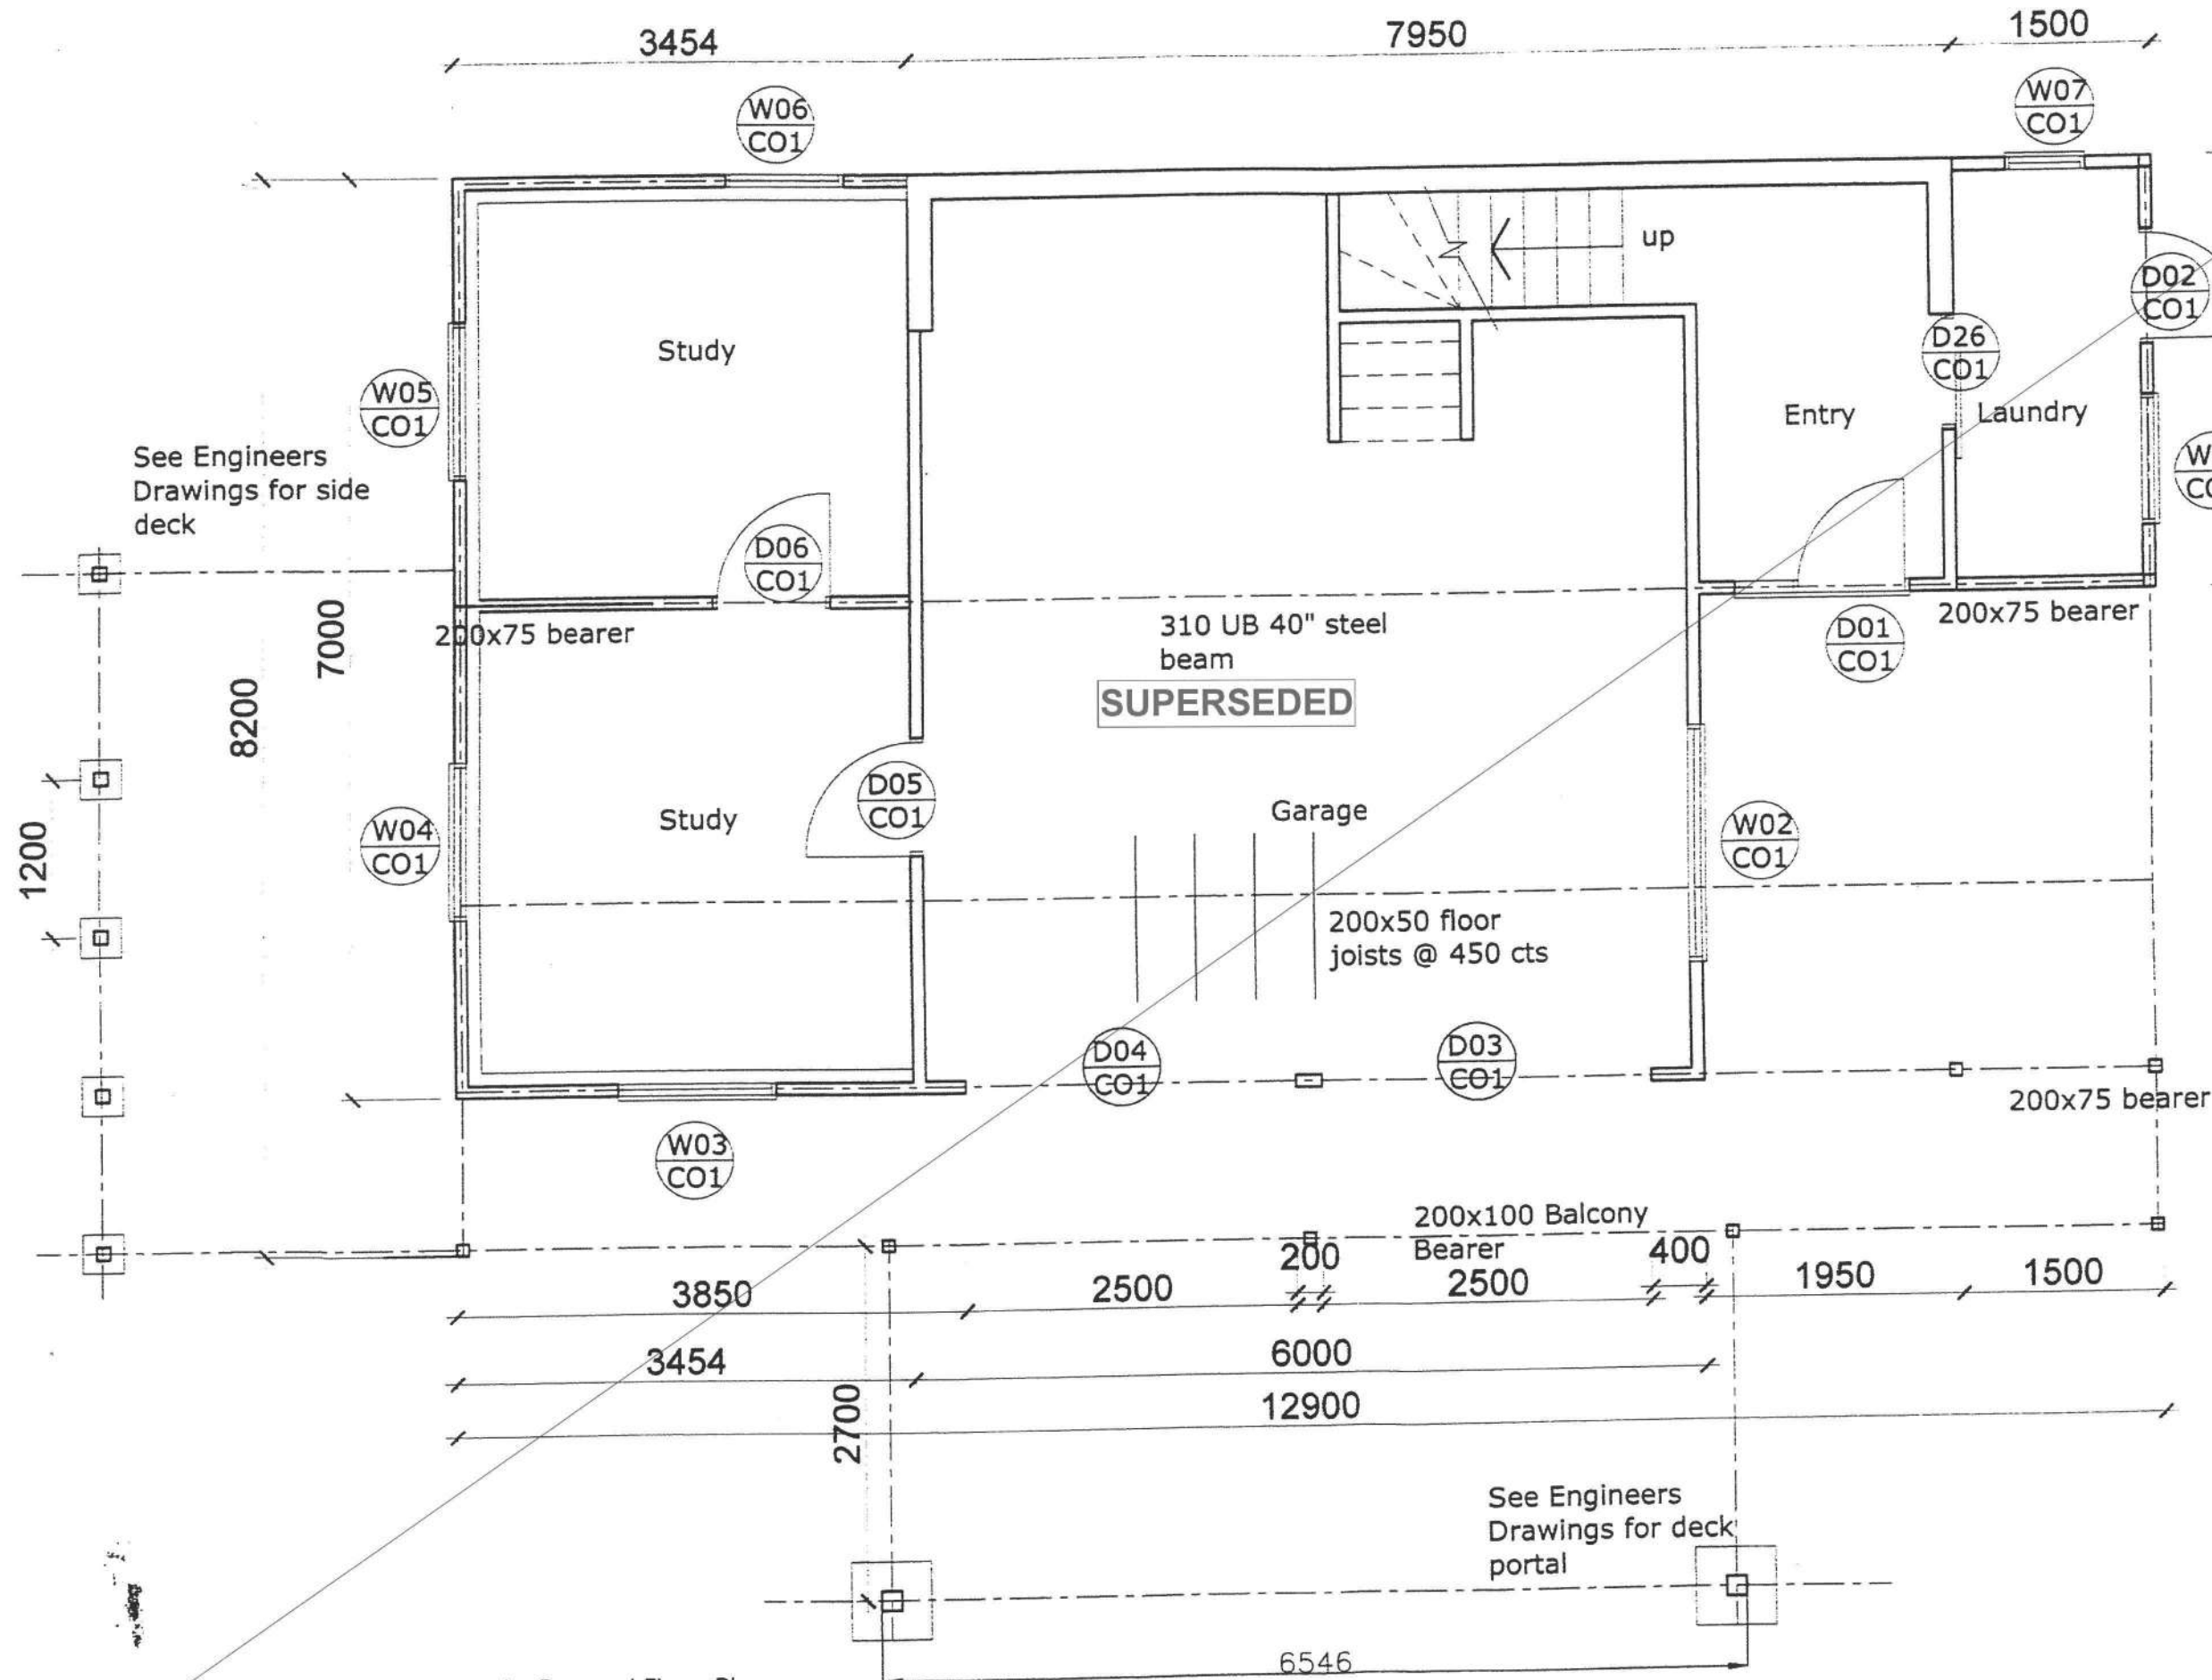 3454
7950
1500
W06
CO1
W07
CO1
up
D02
CO1
Study
D26
CO1
W05
CO1
Entry
Laundry
See Engineers
Drawings for side
deck
D06
CO1
200x75 bearer
310 UB 40" steel
beam
D01
CO1
200x75 bearer
7000
8200
SUPERSEDED
1200
W04
CO1
Study
D05
CO1
Garage
W02
CO1
200x50 floor
joists @ 450 cts
D04
CO1
D03
CO1
200x75 bearer
W03
CO1
200x100 Balcony
Bearer
200
400
3850
2500
2500
1950
1500
3454
6000
2700
12900
See Engineers
Drawings for deck
portal
6546